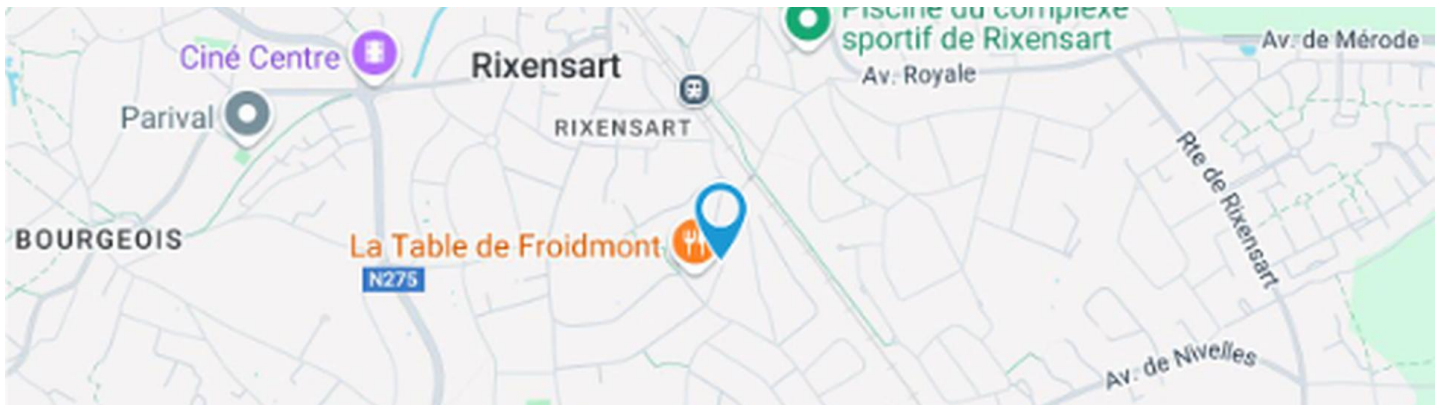 Piscine du complexe
sportif de Rixensart
Av. de Mérode
Ciné Centre
Rixensart
Av. Royale
Parival
RIXENSART
Rte de Rixensart
BOURGEOIS
La Table de Froidmont
N275
Av. de Nivelles